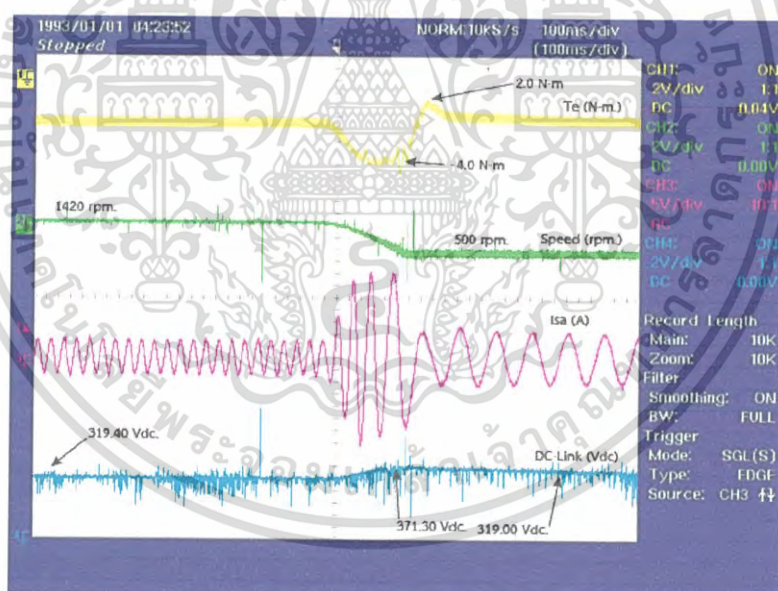 1993/01/01 04:23:52
NORM:10kS/s 100ms/div
Stopped
(100ms/div)
CH1: ON
2V/div 1:1
DC 0.04V
CH2: ON
2V/div 1:1
DC 0.00V
CH3: ON
5V/div 10:1
CH4: ON
2V/div 1:1
DC 0.00V
Record Length
Main: 10K
Zoom: 10K
Filter
Smoothing: ON
BW: FULL
Trigger
Mode: SGL(S)
Type: EDGE
Source: CH3
2.0 N-m
Te (N-m.)
-4.0 N-m
1420 rpm.
500 rpm.
Speed (rpm.)
Isa (A)
319.40 Vdc.
DC-Link (Vdc)
371.30 Vdc.
319.00 Vdc.